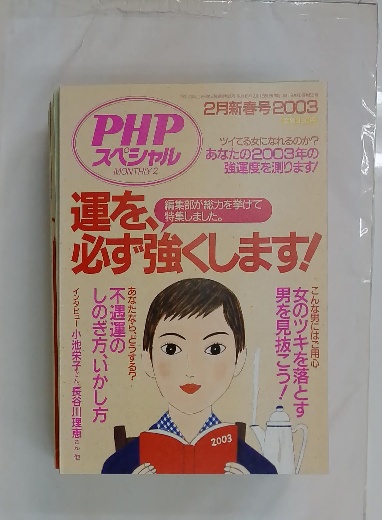 2月新春号2003
PHP
スペシャル
MONTHLY 2
ツイてる女になれるのか?
あなたの2003年の
強運度を測ります!
運を、
編集部が総力を挙げて
特集しました。
必ず強くします!
こんな男にはご用心
女のツキを落とす
男を見抜こう!
あなたなら、どうする?
不遇運の
しのぎ方、いかし方
インタビュー 小池栄子さん 長谷川理恵さん 他
2003